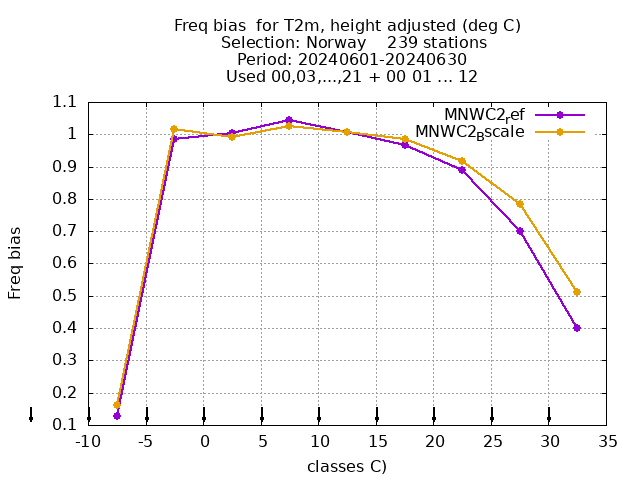 Freq bias  for T2m, height adjusted (deg C)
Selection: Norway    239 stations
Period: 20240601-20240630
Used 00,03,...,21 + 00 01 ... 12
1.1
1
0.9
0.8
0.7
0.6
0.5
0.4
0.3
0.2
0.1
Freq bias
MNWC2ref
MNWC2Bscale
-10 -5 0 5 10 15 20 25 30 35
classes C)